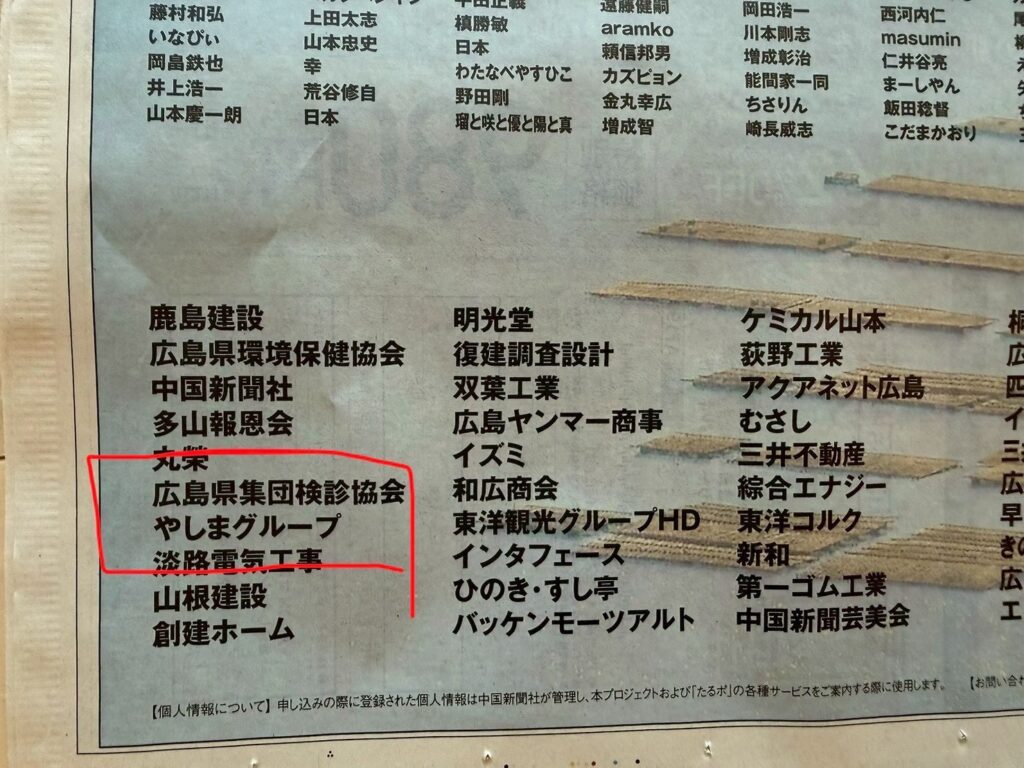 藤村和弘
いなぴぃ
岡畠鉄也
井上浩一
山本慶一朗
上田太志
山本忠史
幸
荒谷修自
日本
槙勝敏
日本
わたなべやすひこ
野田剛
瑠と咲と優と陽と真
遠藤健嗣
aramko
頼信邦男
カズピョン
金丸幸広
増成智
岡田浩一
川本剛志
増成彰治
能間家一同
ちさりん
崎長威志
西河内仁
masumin
仁井谷亮
まーしゃん
飯田稔督
こだまかおり
鹿島建設
広島県環境保健協会
中国新聞社
多山報恩会
丸榮
広島県集団検診協会
やしまグループ
淡路電気工事
山根建設
創建ホーム
明光堂
復建調査設計
双葉工業
広島ヤンマー商事
イズミ
和広商会
東洋観光グループHD
インタフェース
ひのき・すし亭
バッケンモーツアルト
ケミカル山本
荻野工業
アクアネット広島
むさし
三井不動産
綜合エナジー
東洋コルク
新和
第一ゴム工業
中国新聞芸美会
【個人情報について】申し込みの際に登録された個人情報は中国新聞社が管理し、本プロジェクトおよび「たるポ」の各種サービスをご案内する際に使用します。
【お問い合わ